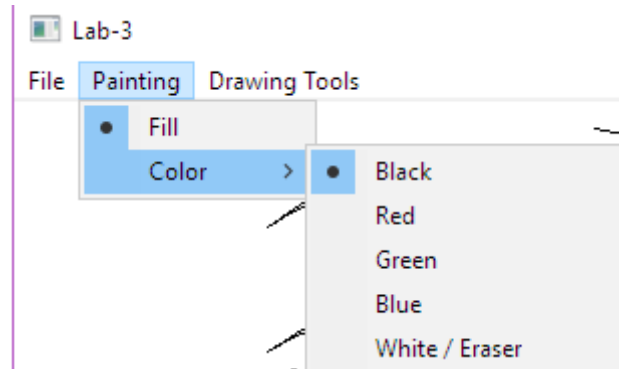 Lab-3
File Painting Drawing Tools
Fill
Color
Black
Red
Green
Blue
White / Eraser